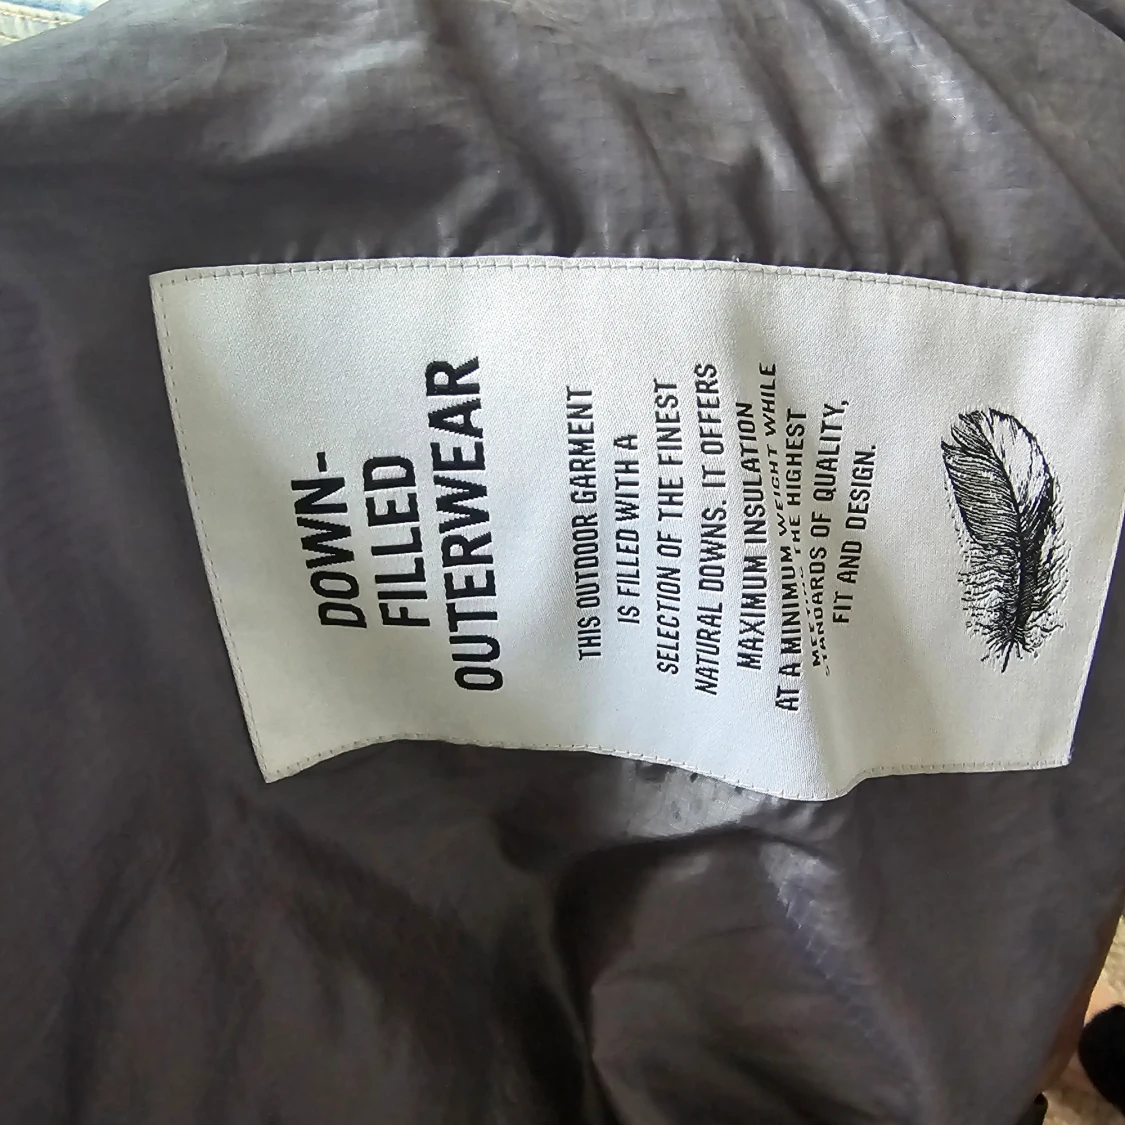 DOWN-
FILLED
OUTERWEAR
THIS OUTDOOR GARMENT
IS FILLED WITH A
SELECTION OF THE FINEST
NATURAL DOWNS. IT OFFERS
MAXIMUM INSULATION
AT A MINIMUM WEIGHT WHILE
MEETING THE HIGHEST
STANDARDS OF QUALITY,
FIT AND DESIGN.